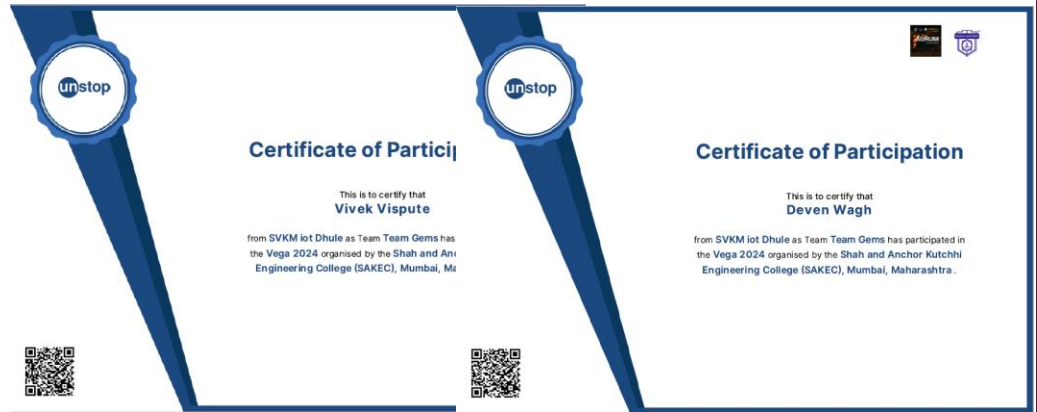 unstop
Certificate of Particip
This is to certify that
Vivek Vispute
from SVKM iot Dhule as Team Team Gems has
the Vega 2024 organised by the Shah and Anc
Engineering College (SAKEC), Mumbai, Ma
unstop
AURUM
Certificate of Participation
This is to certify that
Deven Wagh
from SVKM iot Dhule as Team Team Gems has participated in
the Vega 2024 organised by the Shah and Anchor Kutchhi
Engineering College (SAKEC), Mumbai, Maharashtra .